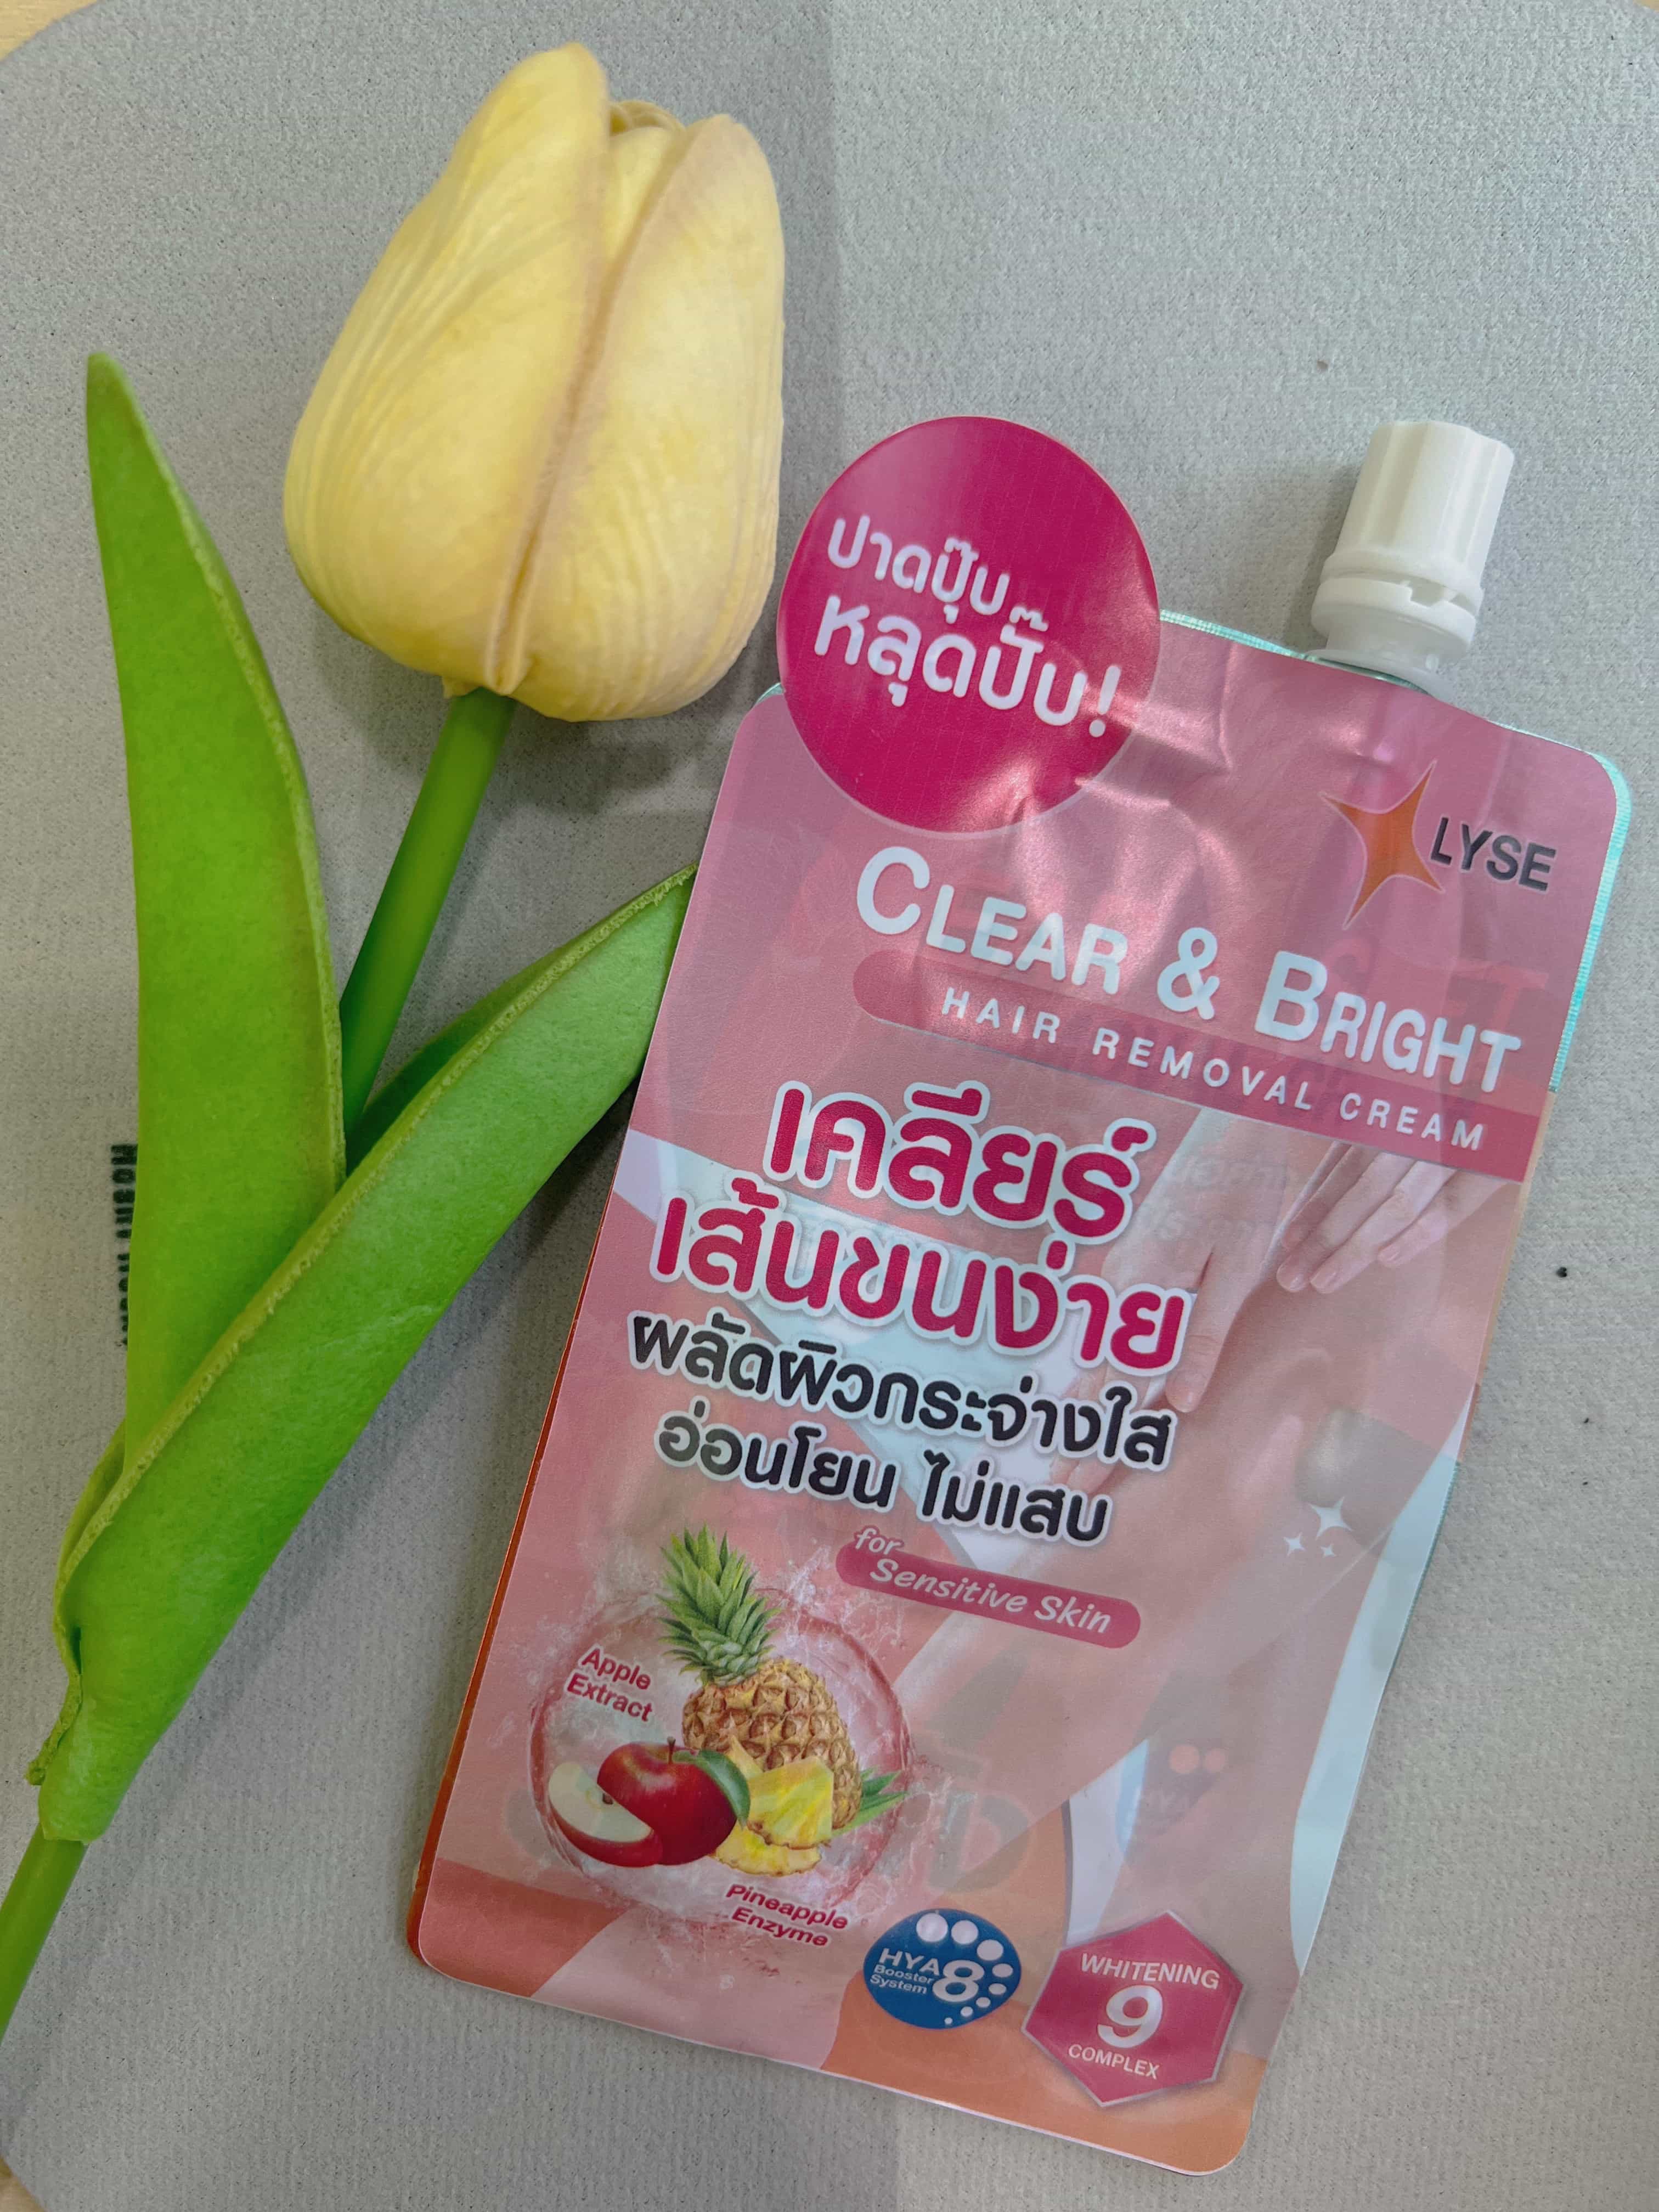 ปาดปุ๊บ
หลุดปั๊บ!
LYSE
CLEAR & BRIGHT
HAIR REMOVAL CREAM
เคลียร์
เส้นขนง่าย
ผลัดผิวกระจ่างใส
อ่อนโยน ไม่แสบ
for
Sensitive Skin
Apple
Extract
Pineapple
Enzyme
HYA
Booster
System
8
WHITENING
9
COMPLEX